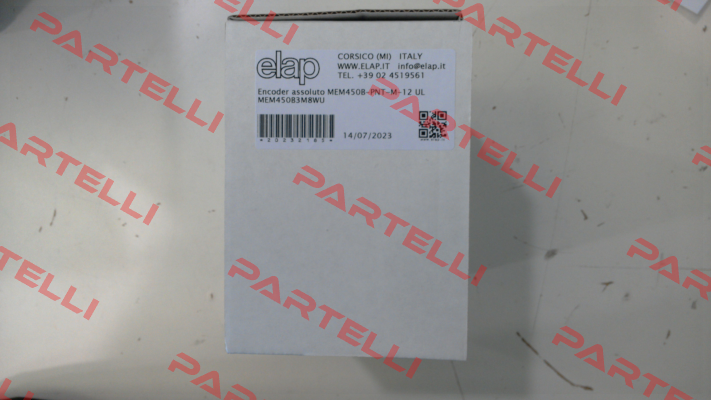 elap
CORSICO (MI) ITALY
WWW.ELAP.IT info@elap.it
TEL. +39 02 4519561
Encoder assoluto MEM450B-PNT-M-12 UL
MEM450B3M8WU
14/07/2023
PARTELLI
PARTELLI
PARTELLI
PARTELLI
PARTELLI
PARTELLI
PARTELLI
PARTELLI